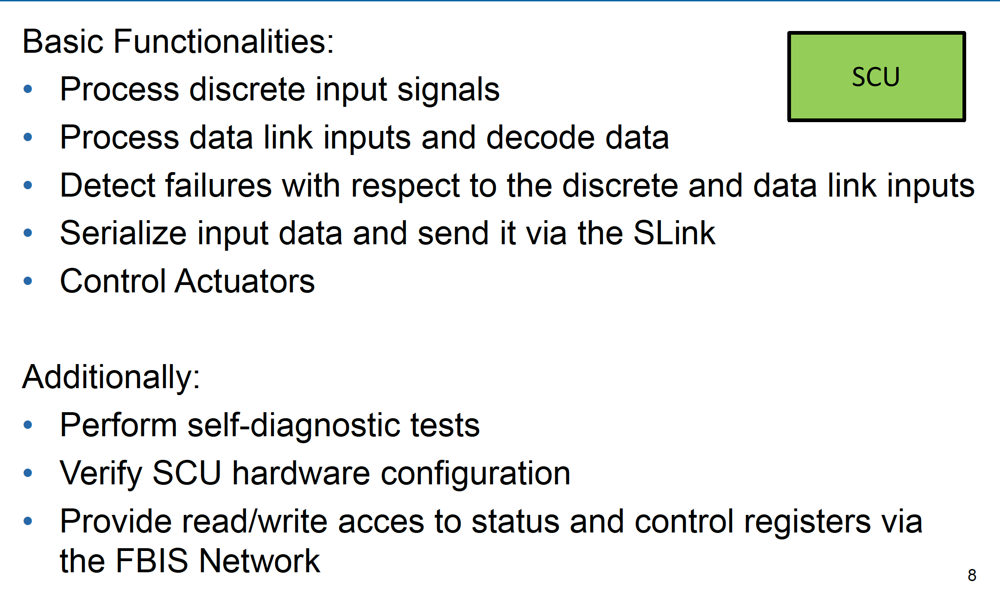 Basic Functionalities:
SCU
• Process discrete input signals
• Process data link inputs and decode data
• Detect failures with respect to the discrete and data link inputs
• Serialize input data and send it via the SLink
• Control Actuators
Additionally:
• Perform self-diagnostic tests
• Verify SCU hardware configuration
• Provide read/write acces to status and control registers via
the FBIS Network
8